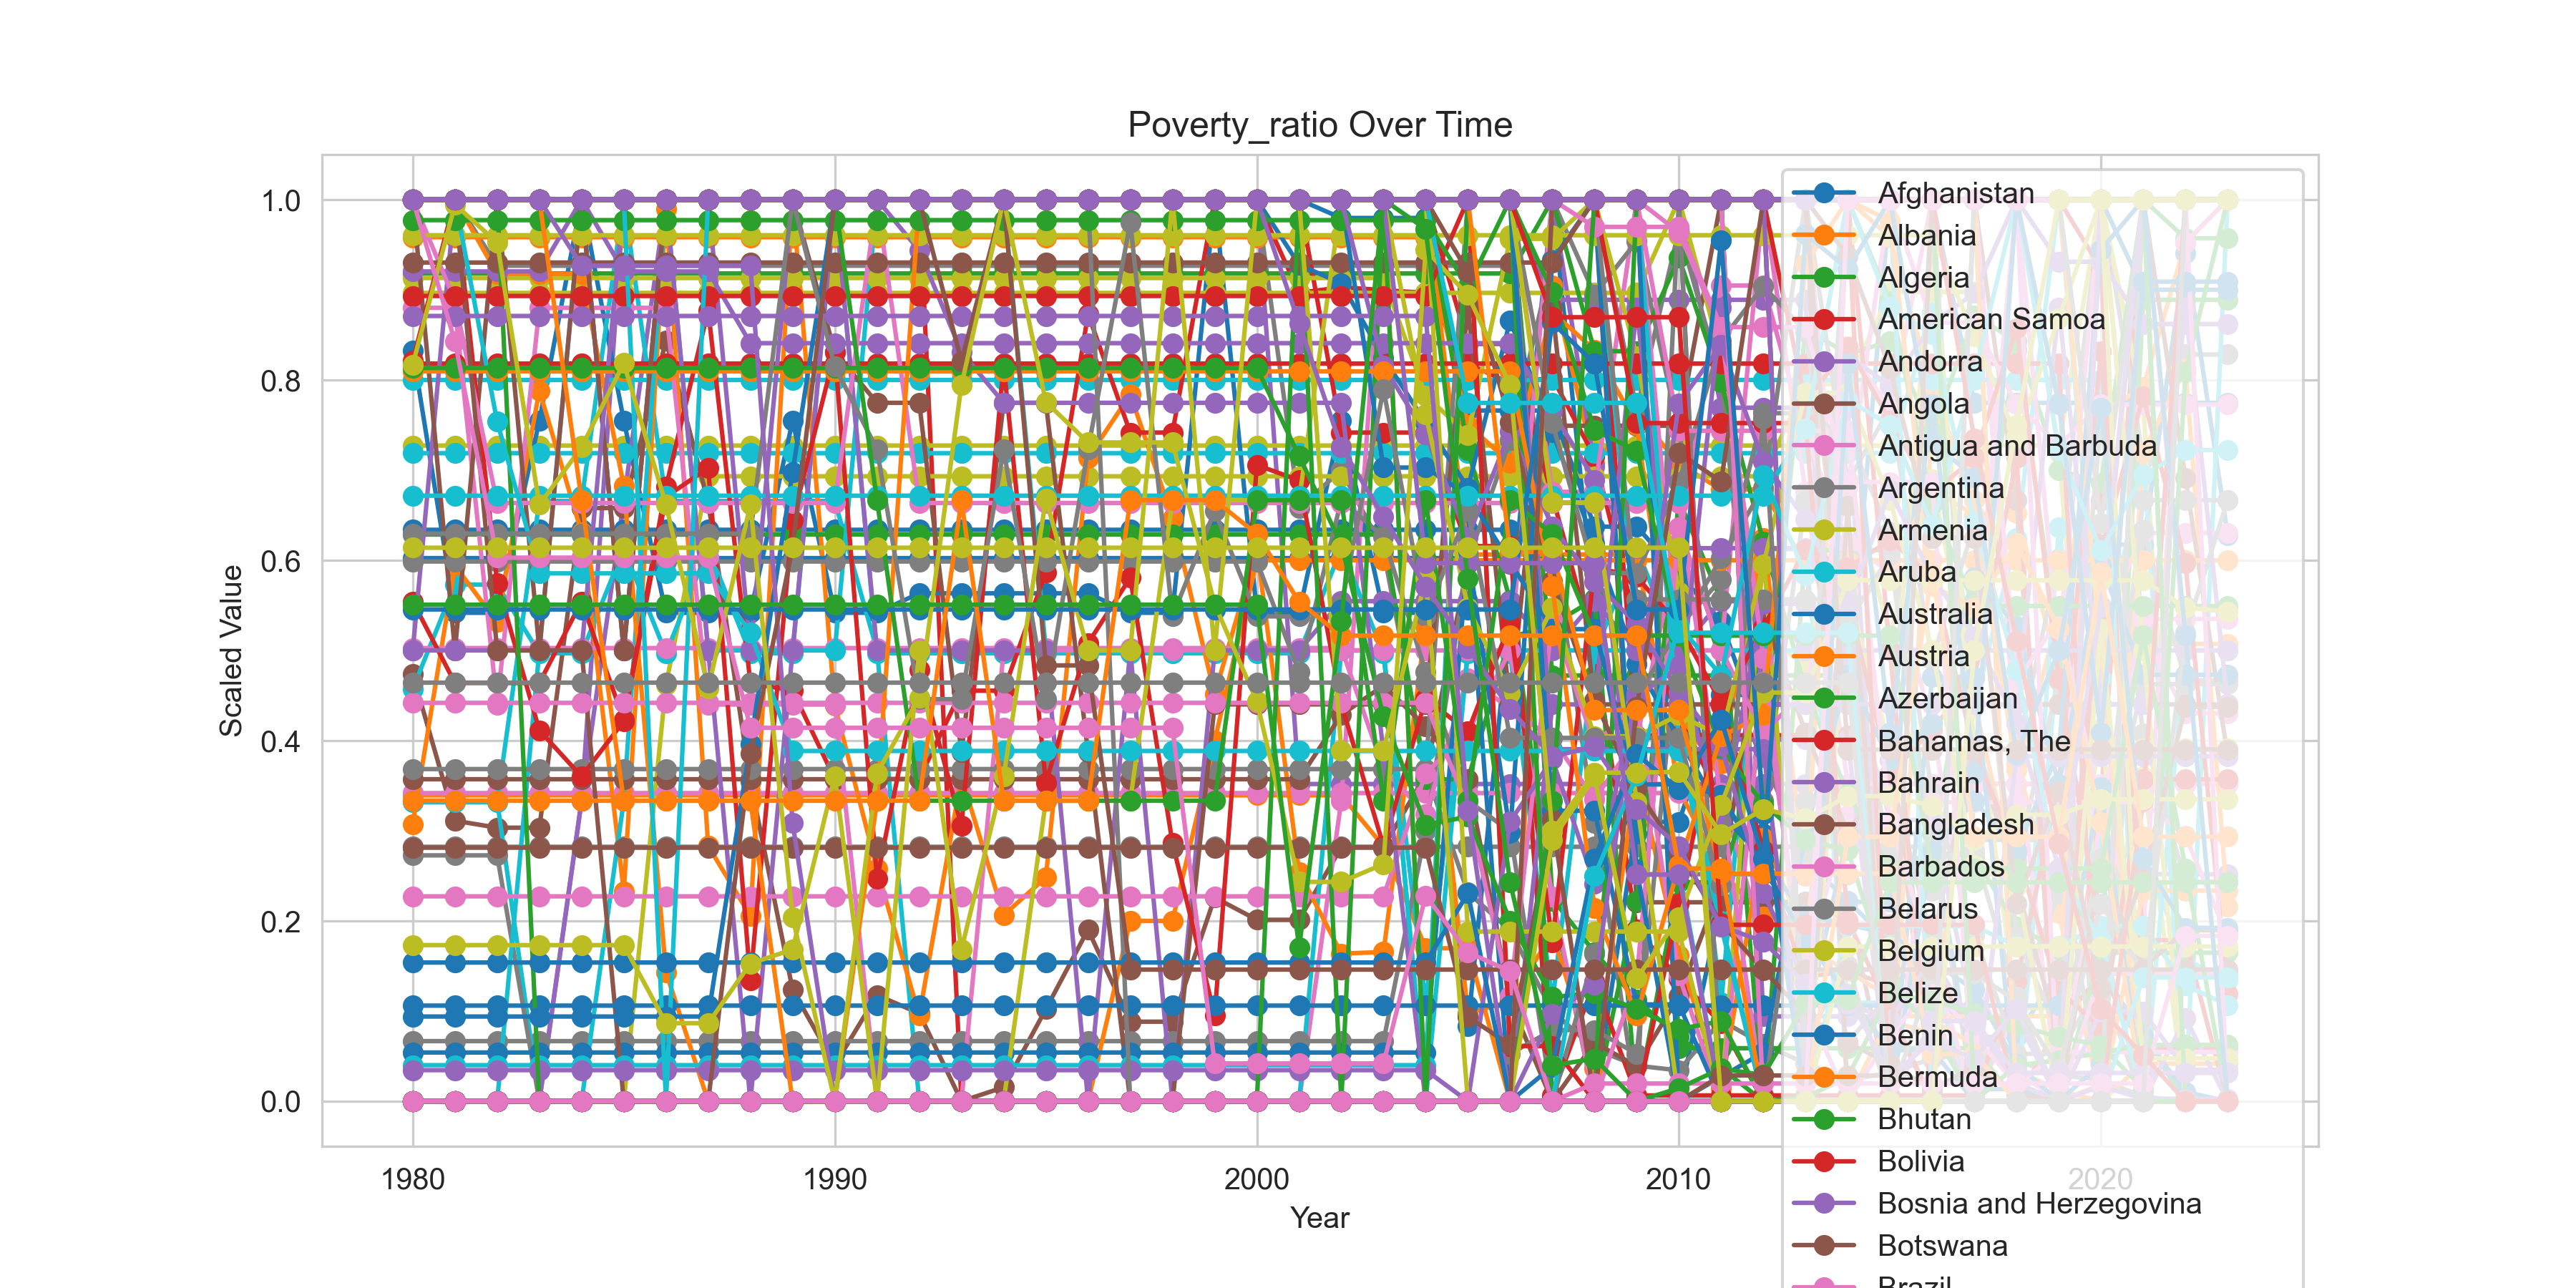 Poverty_ratio Over Time
Scaled Value
1.0
0.8
0.6
0.4
0.2
0.0
1980
1990
2000
2010
2020
Year
Afghanistan
Albania
Algeria
American Samoa
Andorra
Angola
Antigua and Barbuda
Argentina
Armenia
Aruba
Australia
Austria
Azerbaijan
Bahamas, The
Bahrain
Bangladesh
Barbados
Belarus
Belgium
Belize
Benin
Bermuda
Bhutan
Bolivia
Bosnia and Herzegovina
Botswana
Brazil